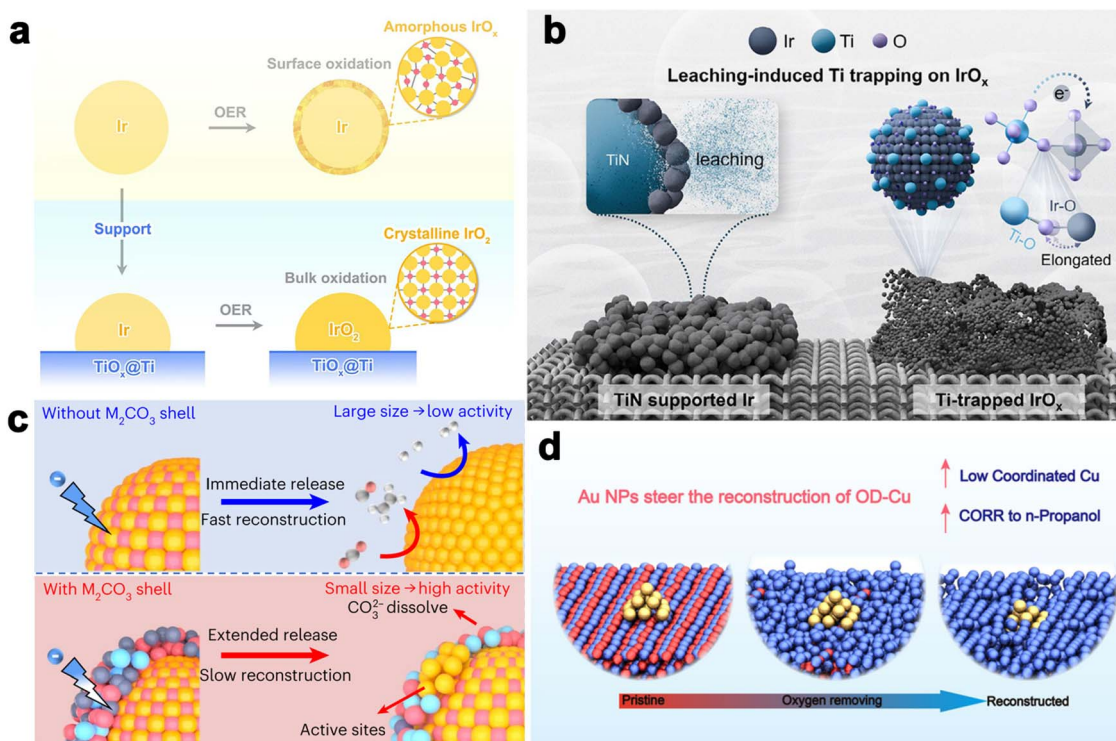 a
Amorphous IrOₓ
Surface oxidation
Ir
OER
Ir
Support
Crystalline IrO₂
Bulk oxidation
Ir
OER
IrO₂
TiOₓ@Ti
TiOₓ@Ti
b
Ir Ti O
Leaching-induced Ti trapping on IrOₓ
e⁻
TiN
leaching
Ir-O
Ti-O
Elongated
TiN supported Ir
Ti-trapped IrOₓ
c
Without M₂CO₃ shell
Large size→low activity
Immediate release
Fast reconstruction
With M₂CO₃ shell
Small size→high activity
CO₃²⁻ dissolve
Extended release
Slow reconstruction
Active sites
d
Au NPs steer the reconstruction of OD-Cu
Low Coordinated Cu
CORR to n-Propanol
Pristine
Oxygen removing
Reconstructed